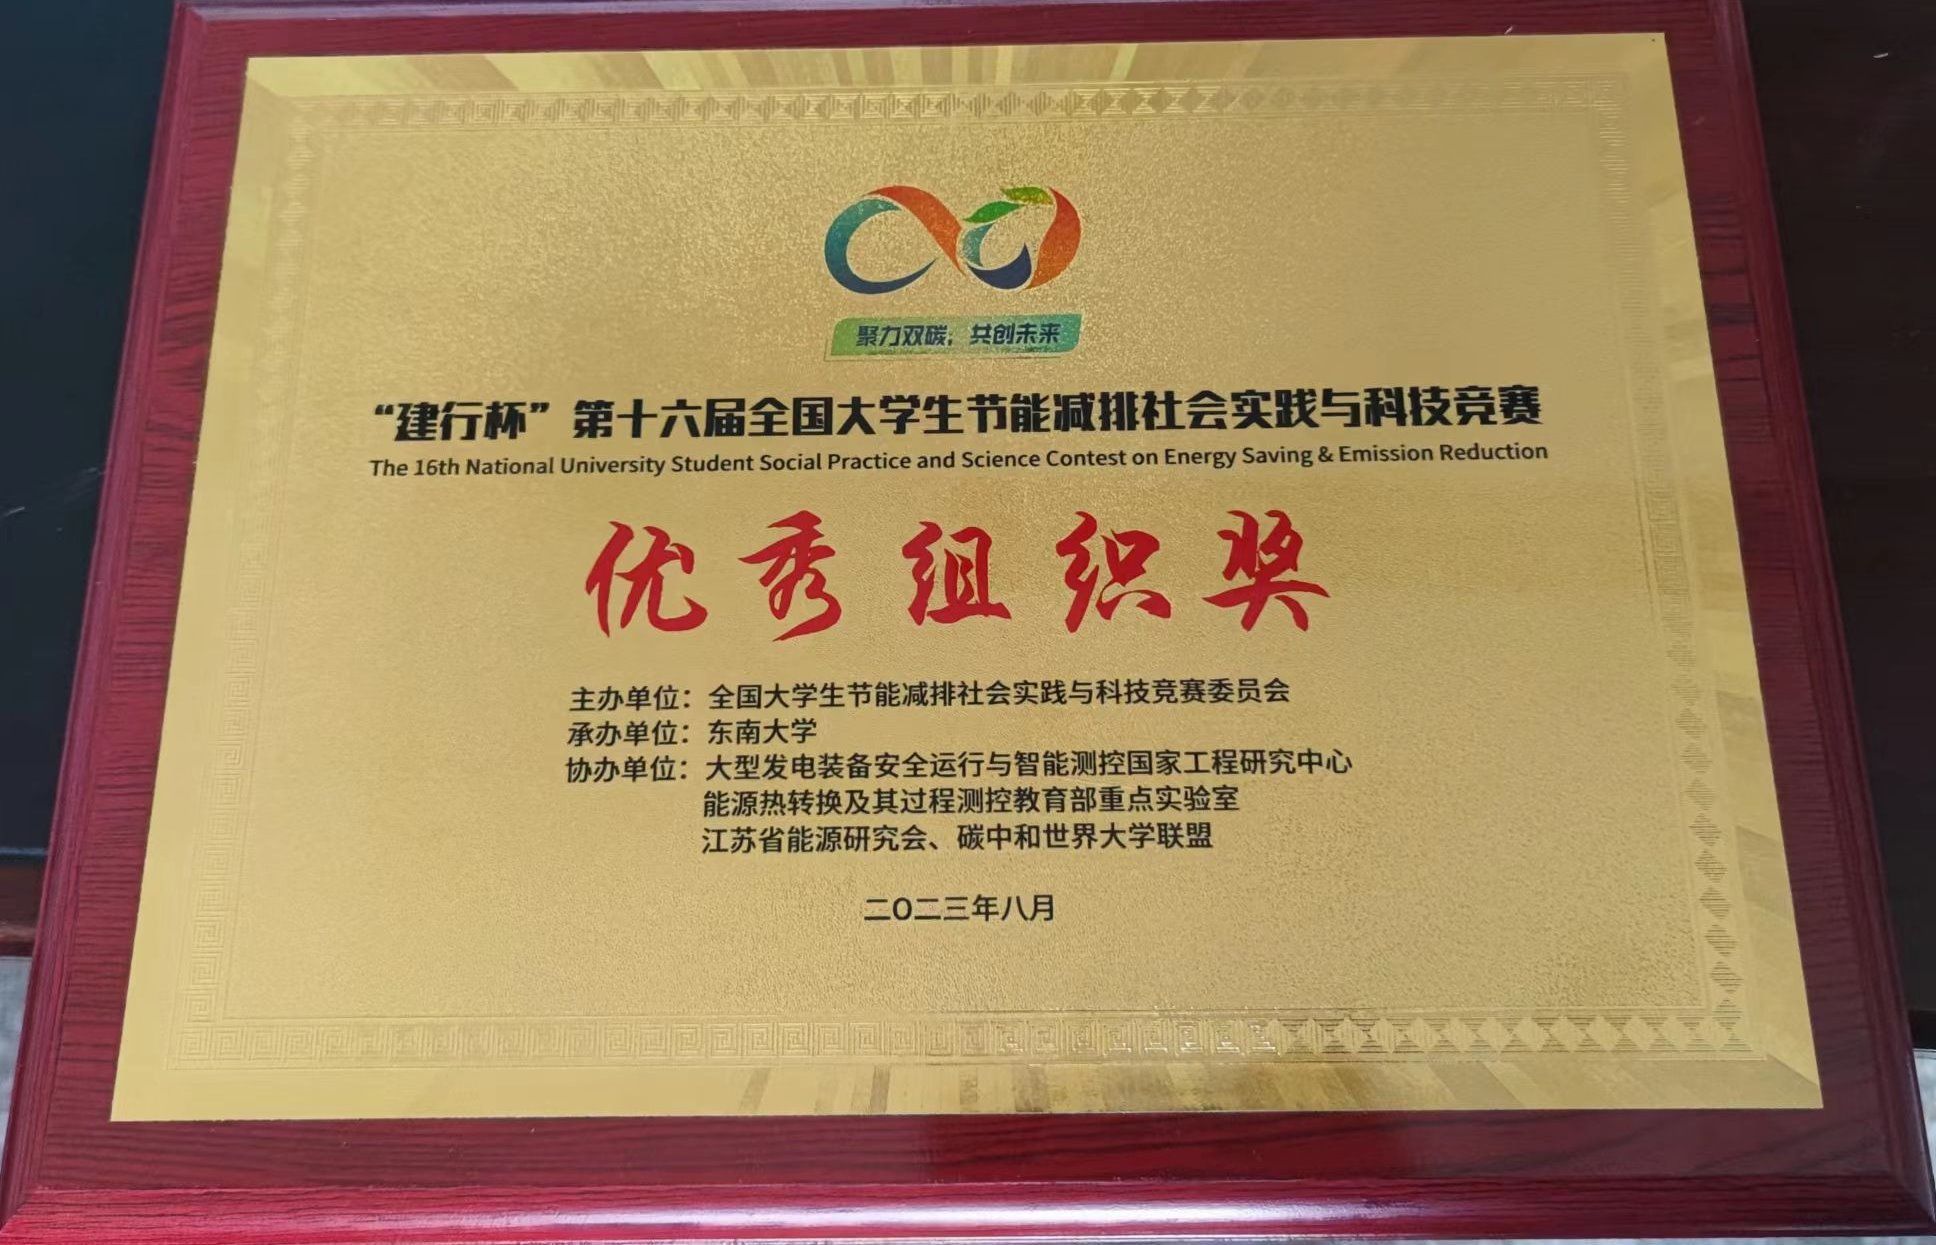 聚力双碳，共创未来
“建行杯”第十六届全国大学生节能减排社会实践与科技竞赛
The 16th National University Student Social Practice and Science Contest on Energy Saving & Emission Reduction
优秀组织奖
主办单位：全国大学生节能减排社会实践与科技竞赛委员会
承办单位：东南大学
协办单位：大型发电装备安全运行与智能测控国家工程研究中心
能源热转换及其过程测控教育部重点实验室
江苏省能源研究会、碳中和世界大学联盟
二〇二三年八月